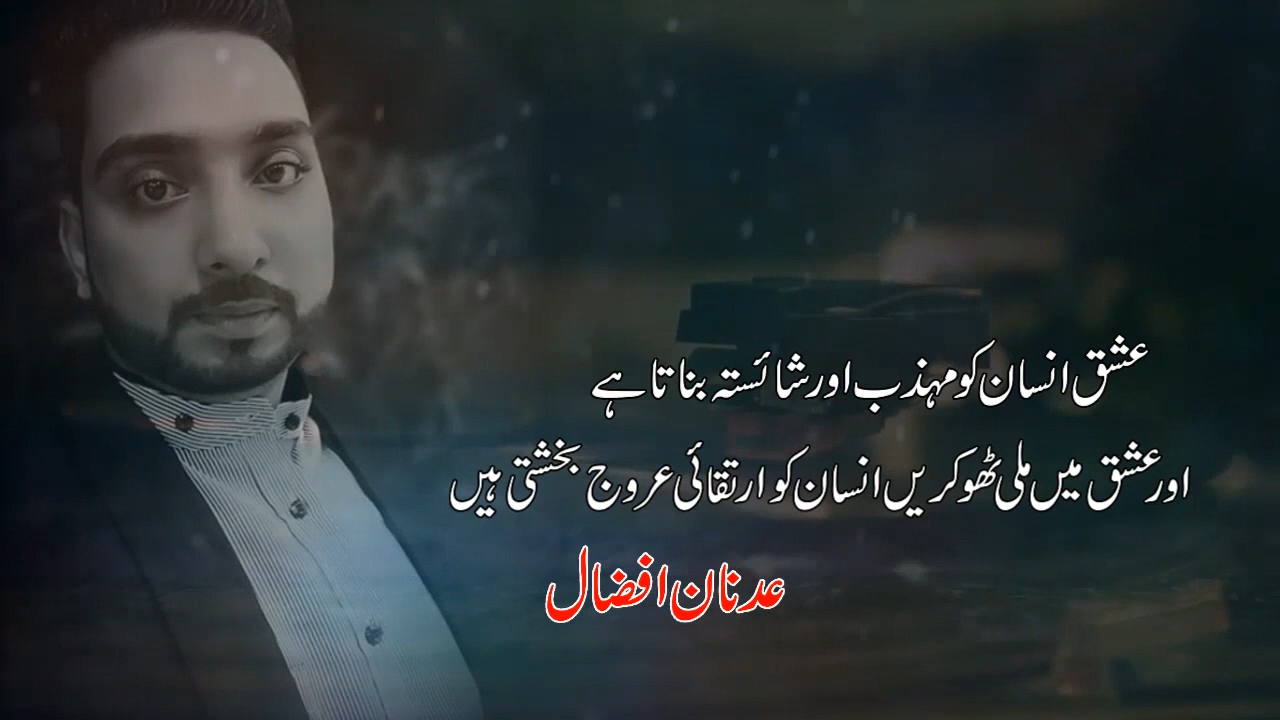 عشق انسان کو مہذب اور شائستہ بناتا ہے
اور عشق میں ملی ٹھوکریں انسان کو ارتقائی عروج بخشتی ہیں
عدنان افضال